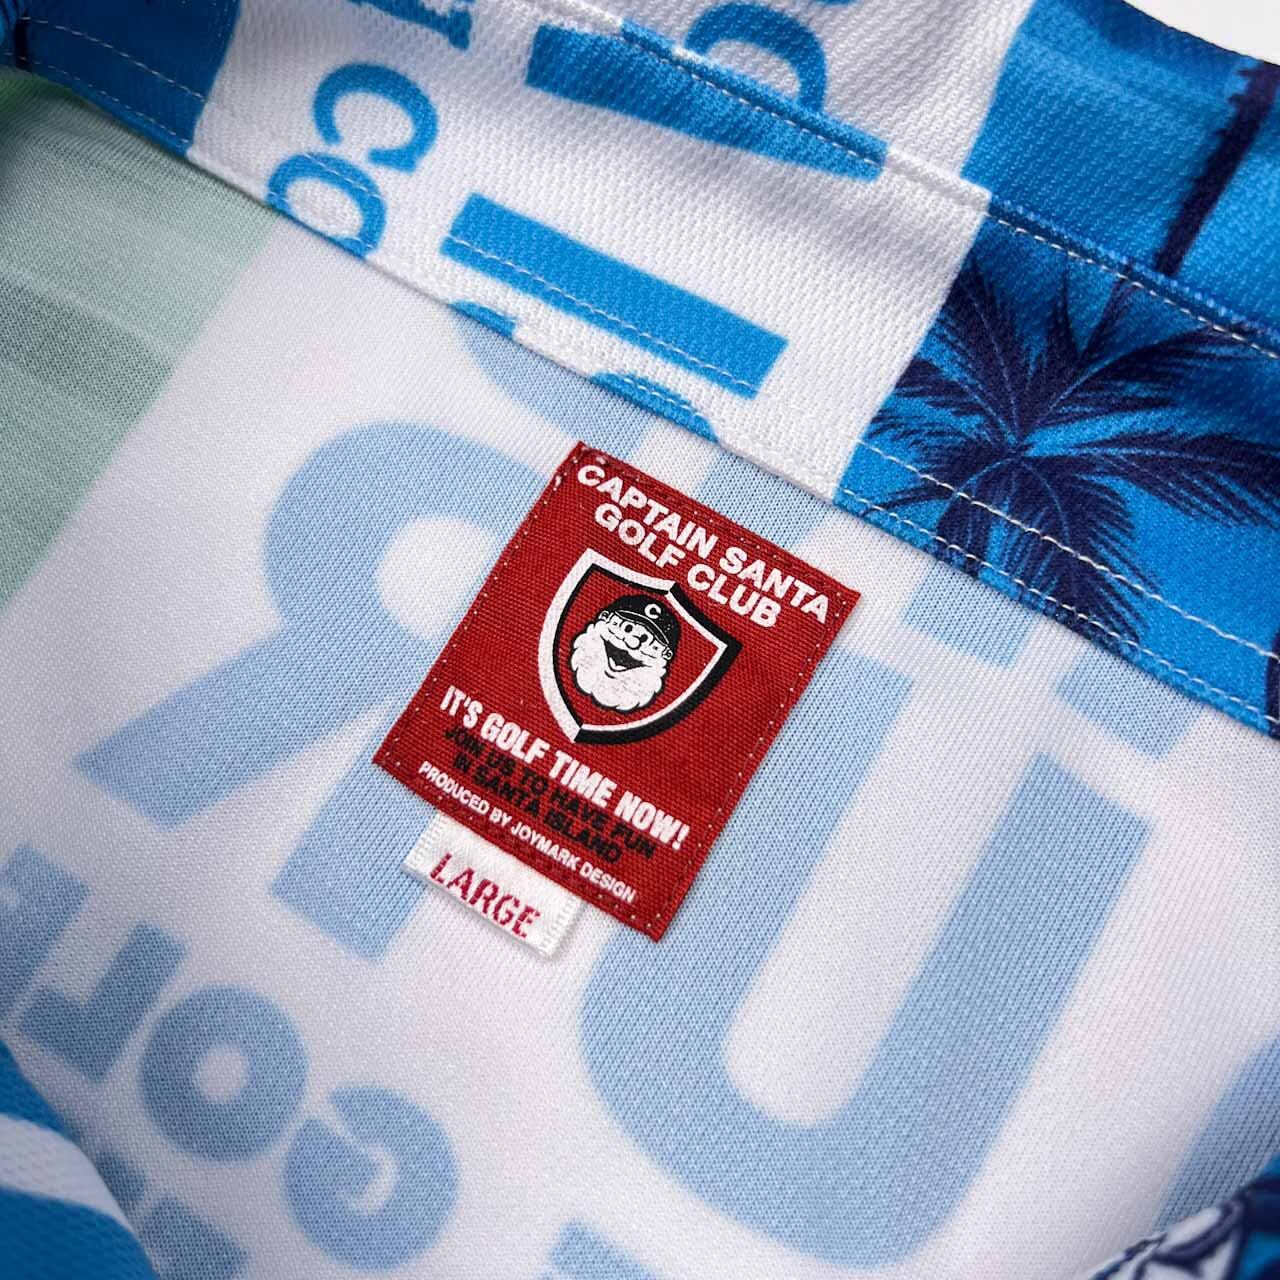 CAPTAIN SANTA
GOLF CLUB
C
IT'S GOLF TIME NOW!
JOIN US TO HAVE FUN
IN SANTA ISLAND
PRODUCED BY JOYMARK DESIGN
LARGE
GOLF